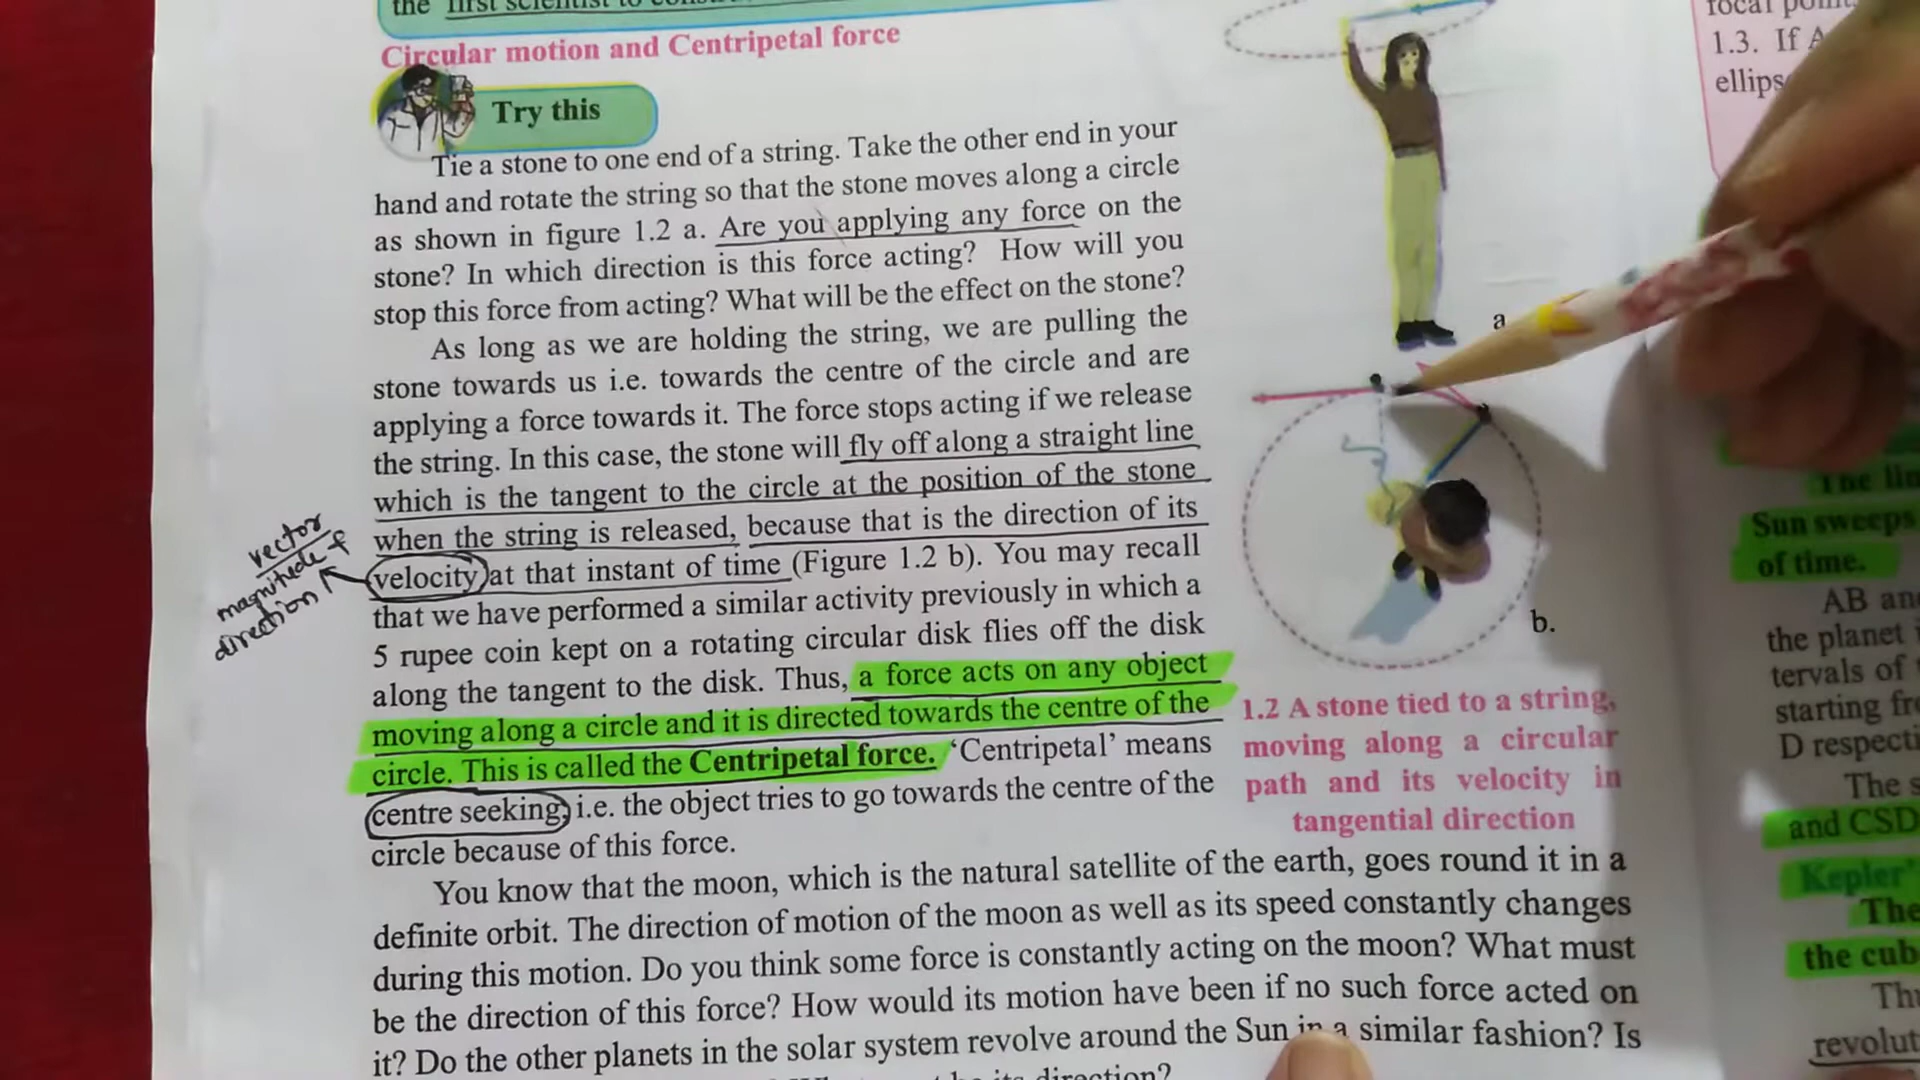 the first scientist to
Circular motion and Centripetal force
Try this
Tie a stone to one end of a string. Take the other end in your
hand and rotate the string so that the stone moves along a circle
as shown in figure 1.2 a. Are you applying any force on the
stone? In which direction is this force acting? How will you
stop this force from acting? What will be the effect on the stone?
As long as we are holding the string, we are pulling the
stone towards us i.e. towards the centre of the circle and are
applying a force towards it. The force stops acting if we release
the string. In this case, the stone will fly off along a straight line
which is the tangent to the circle at the position of the stone
when the string is released, because that is the direction of its
velocity at that instant of time (Figure 1.2 b). You may recall
that we have performed a similar activity previously in which a
5 rupee coin kept on a rotating circular disk flies off the disk
along the tangent to the disk. Thus, a force acts on any object
moving along a circle and it is directed towards the centre of the
circle. This is called the Centripetal force. ‘Centripetal’ means
centre seeking, i.e. the object tries to go towards the centre of the
circle because of this force.
You know that the moon, which is the natural satellite of the earth, goes round it in a
definite orbit. The direction of motion of the moon as well as its speed constantly changes
during this motion. Do you think some force is constantly acting on the moon? What must
be the direction of this force? How would its motion have been if no such force acted on
it? Do the other planets in the solar system revolve around the Sun in a similar fashion? Is
direction?
vector
magnitude &
direction
a
b.
1.2 A stone tied to a string,
moving along a circular
path and its velocity in
tangential direction
focal
1.3. If
The
Sun sweeps
of time.
AB
the planet
tervals of
starting
D
The
and CSD
Kepler’
The
the